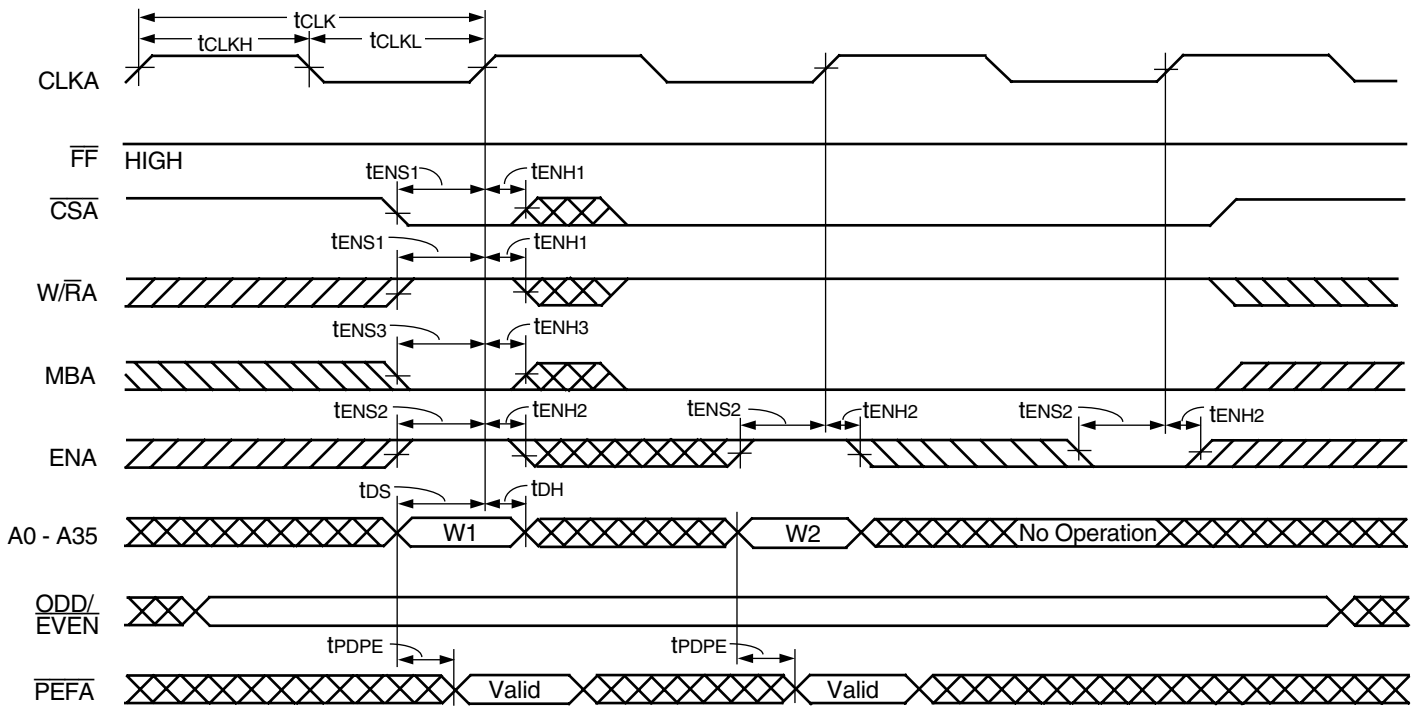 tCLK
tCLKH tCLKL
CLKA
FF HIGH
tENS1 tENH1
CSA
tENS1 tENH1
W/RA
tENS3 tENH3
MBA
tENS2 tENH2 tENS2 tENH2 tENS2 tENH2
ENA
tDS tDH
A0 - A35 W1 W2 No Operation
ODD/
EVEN
tPDPE tPDPE
PEFA Valid Valid